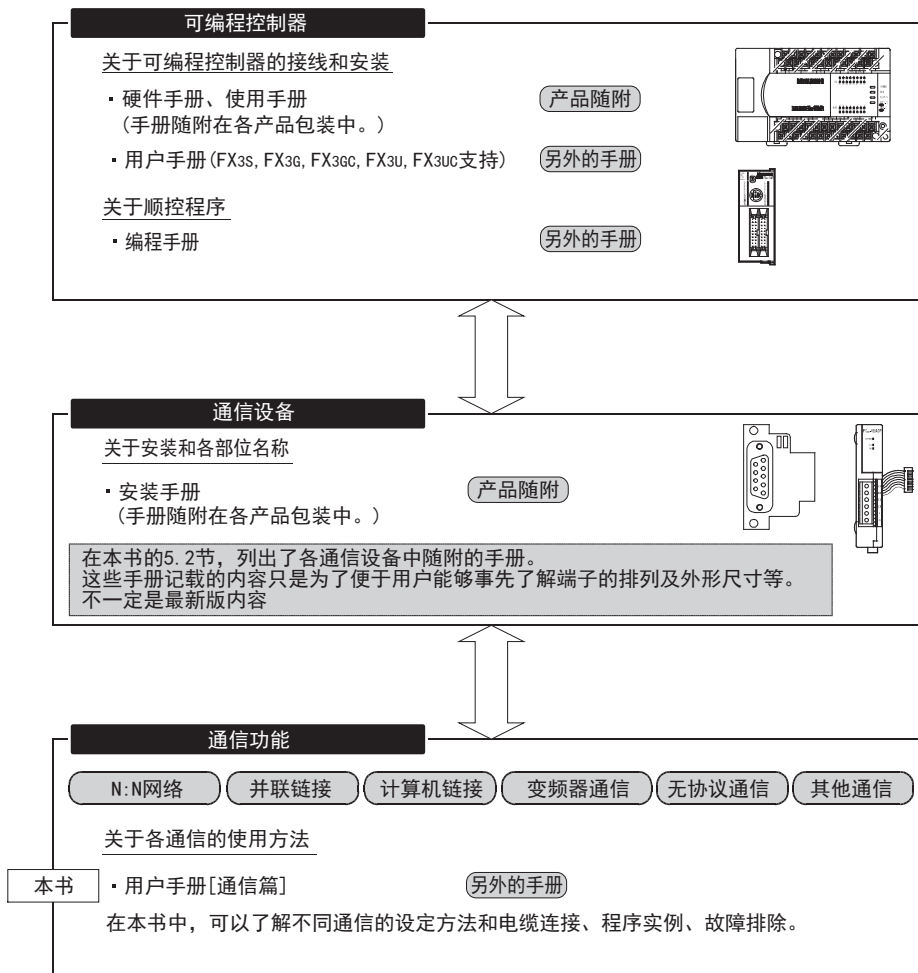 可编程控制器
关于可编程控制器的接线和安装
・硬件手册、使用手册 产品随附
(手册随附在各产品包装中。)
・用户手册(FX3S, FX3G, FX3GC, FX3U, FX3UC支持) 另外的手册
关于顺控程序
・编程手册 另外的手册
通信设备
关于安装和各部位名称
・安装手册 产品随附
(手册随附在各产品包装中。)
在本书的5.2节，列出了各通信设备中随附的手册。
这些手册记载的内容只是为了便于用户能够事先了解端子的排列及外形尺寸等。
不一定是最新版内容
通信功能
N:N网络 并联链接 计算机链接 变频器通信 无协议通信 其他通信
关于各通信的使用方法
本书 ・用户手册[通信篇] 另外的手册
在本书中，可以了解不同通信的设定方法和电缆连接、程序实例、故障排除。